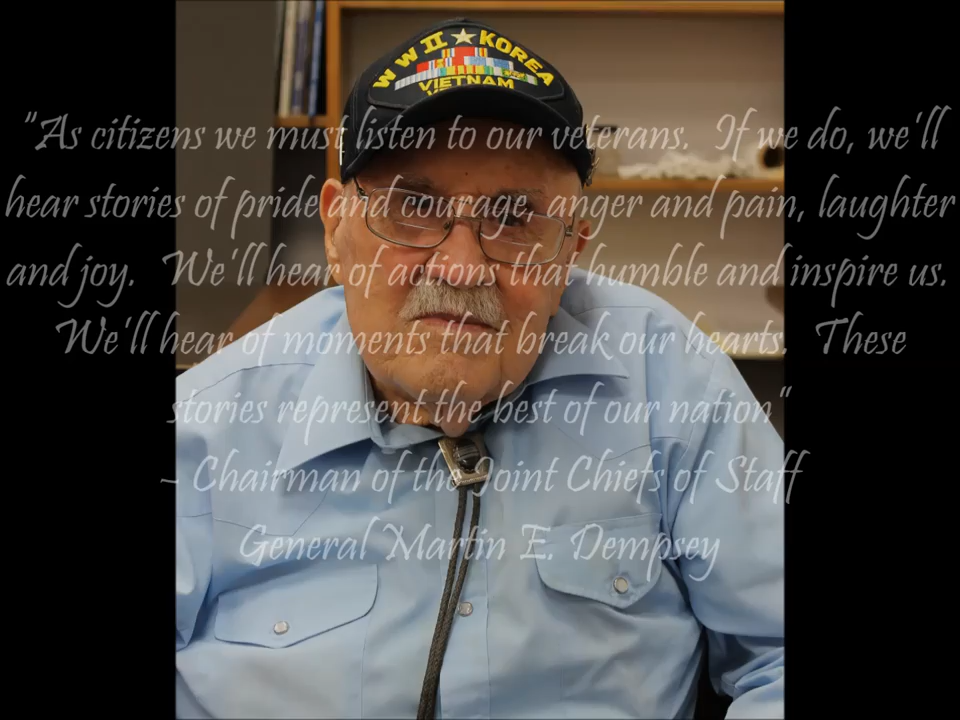 WWII ★ KOREA
VIETNAM
"As citizens we must listen to our veterans. If we do, we'll
hear stories of pride and courage, anger and pain, laughter
and joy. We'll hear of actions that humble and inspire us.
We'll hear of moments that break our hearts. These
stories represent the best of our nation"
~ Chairman of the Joint Chiefs of Staff
General Martin E. Dempsey